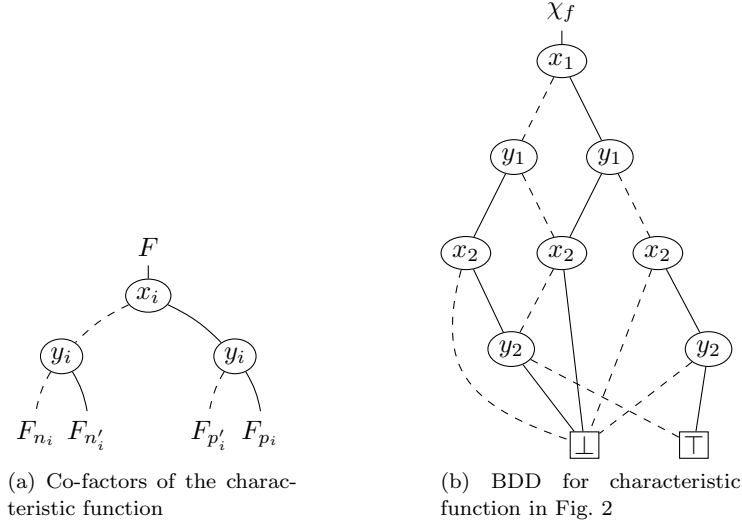 χ_f
x_1
y_1 y_1
x_2 x_2 x_2
y_2 y_2
⊥ ⊤
F
x_i
y_i y_i
F_{n_i} F_{n'_i} F_{p'_i} F_{p_i}
(a) Co-factors of the charac-
teristic function
(b) BDD for characteristic
function in Fig. 2